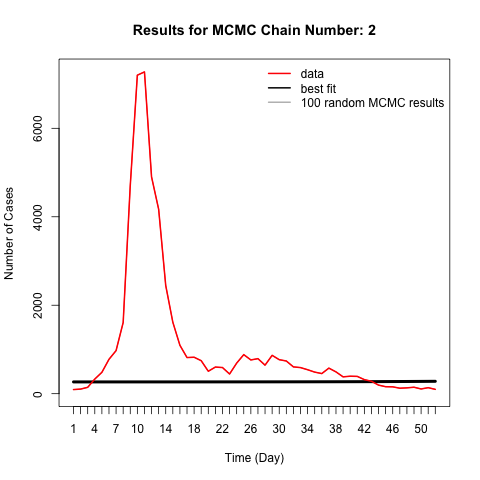 Results for MCMC Chain Number: 2
data
best fit
100 random MCMC results
Number of Cases
0 2000 4000 6000
1 4 7 10 14 18 22 26 30 34 38 42 46 50
Time (Day)